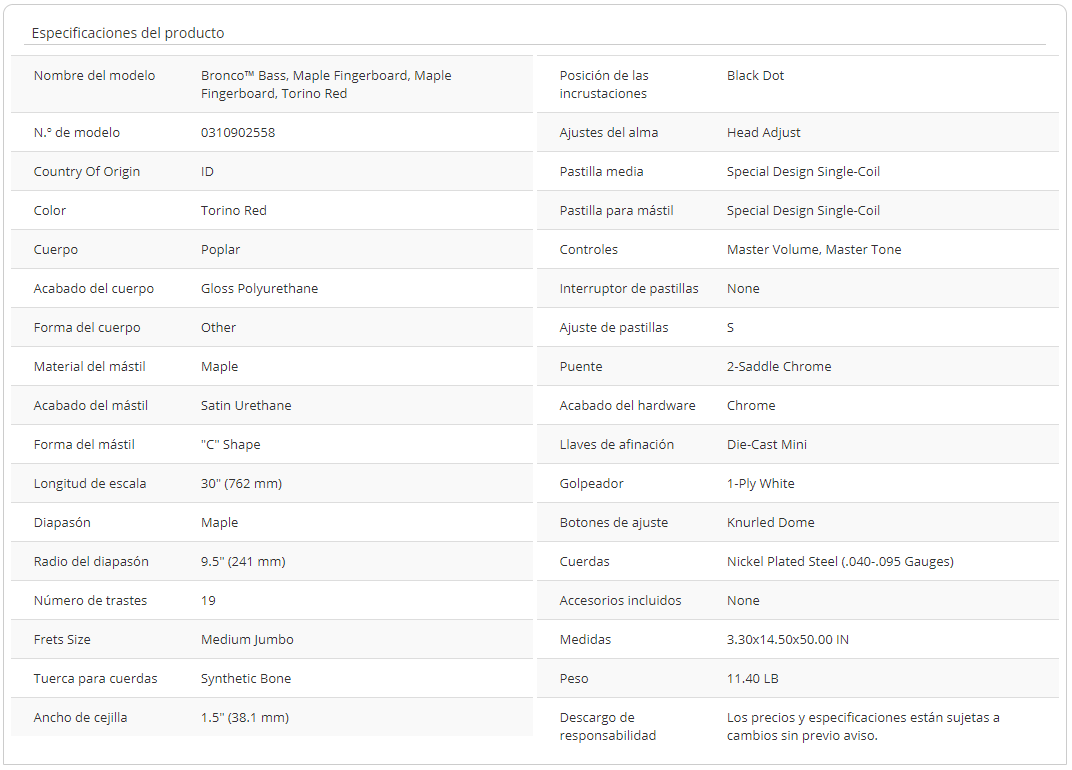 Especificaciones del producto
Nombre del modelo
Bronco™ Bass, Maple Fingerboard, Maple
Fingerboard, Torino Red
N.º de modelo
0310902558
Country Of Origin
ID
Color
Torino Red
Cuerpo
Poplar
Acabado del cuerpo
Gloss Polyurethane
Forma del cuerpo
Other
Material del mástil
Maple
Acabado del mástil
Satin Urethane
Forma del mástil
"C" Shape
Longitud de escala
30" (762 mm)
Diapasón
Maple
Radio del diapasón
9.5" (241 mm)
Número de trastes
19
Frets Size
Medium Jumbo
Tuerca para cuerdas
Synthetic Bone
Ancho de cejilla
1.5" (38.1 mm)
Posición de las
incrustaciones
Black Dot
Ajustes del alma
Head Adjust
Pastilla media
Special Design Single-Coil
Pastilla para mástil
Special Design Single-Coil
Controles
Master Volume, Master Tone
Interruptor de pastillas
None
Ajuste de pastillas
S
Puente
2-Saddle Chrome
Acabado del hardware
Chrome
Llaves de afinación
Die-Cast Mini
Golpeador
1-Ply White
Botones de ajuste
Knurled Dome
Cuerdas
Nickel Plated Steel (.040-.095 Gauges)
Accesorios incluidos
None
Medidas
3.30x14.50x50.00 IN
Peso
11.40 LB
Descargo de
responsabilidad
Los precios y especificaciones están sujetas a
cambios sin previo aviso.